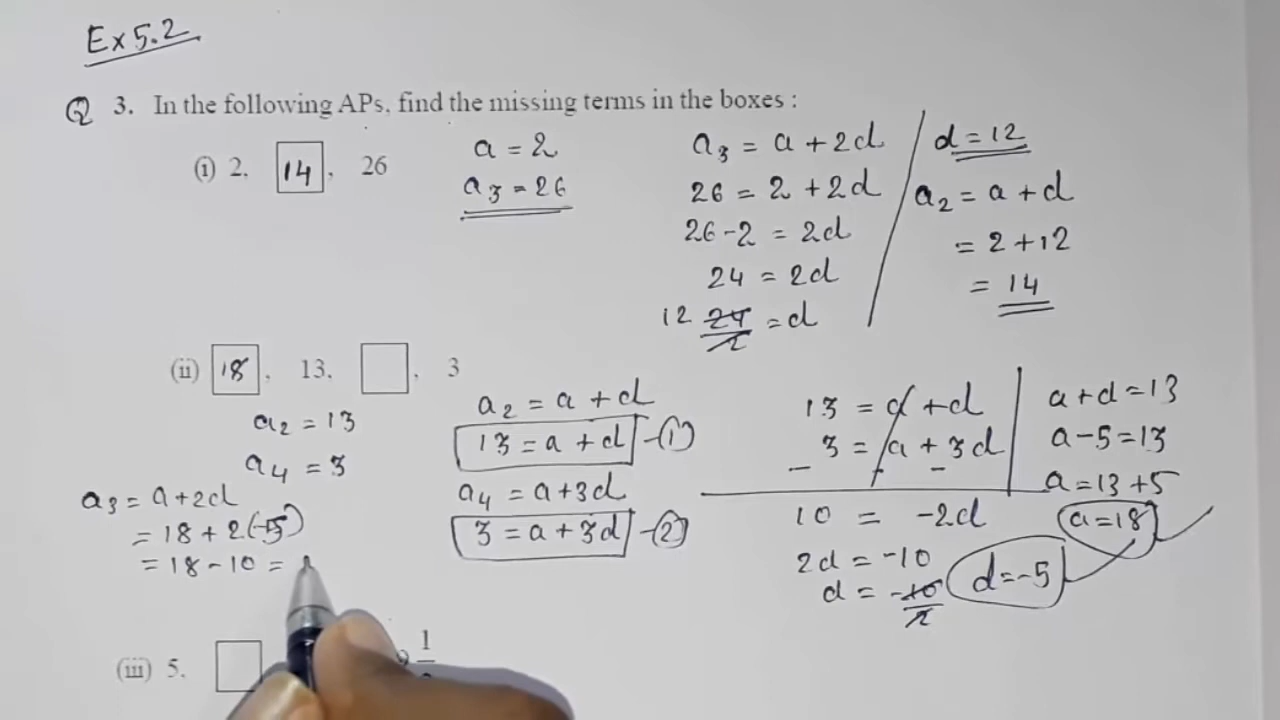 Ex 5.2
Q 3. In the following APs, find the missing terms in the boxes :
(i) 2, 14, 26
a = 2
a₃ = 26
a₃ = a + 2d
26 = 2 + 2d
26 - 2 = 2d
24 = 2d
12 24/2 = d
d = 12
a₂ = a + d
= 2 + 12
= 14
(ii) 18, 13, , 3
a₂ = 13
a₄ = 3
a₃ = a + 2d
= 18 + 2(-5)
= 18 - 10 =
a₂ = a + d
13 = a + d -(1)
a₄ = a + 3d
3 = a + 3d -(2)
13 = a + d
3 = a + 3d
- - -
10 = -2d
2d = -10
d = -10/2
d = -5
a + d = 13
a - 5 = 13
a = 13 + 5
a = 18
(iii) 5,
1